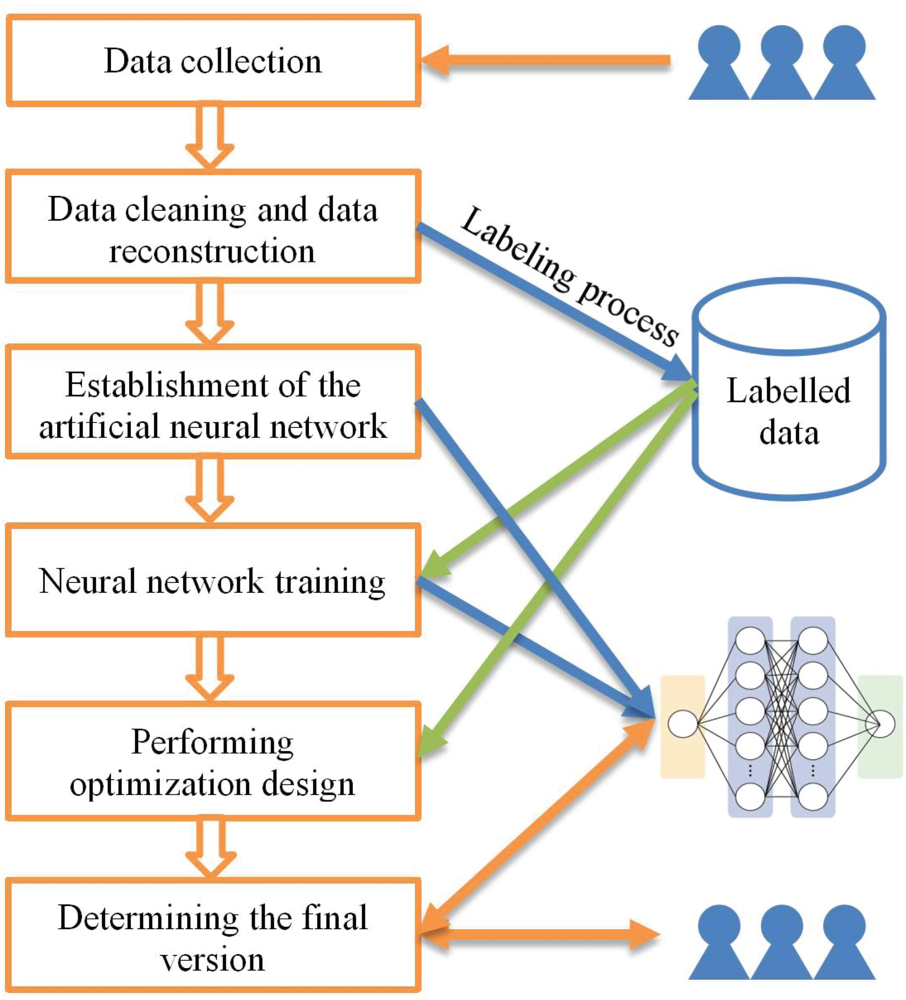 Data collection
Data cleaning and data
reconstruction
Labeling process
Establishment of the
artificial neural network
Labelled
data
Neural network training
Performing
optimization design
Determining the final
version